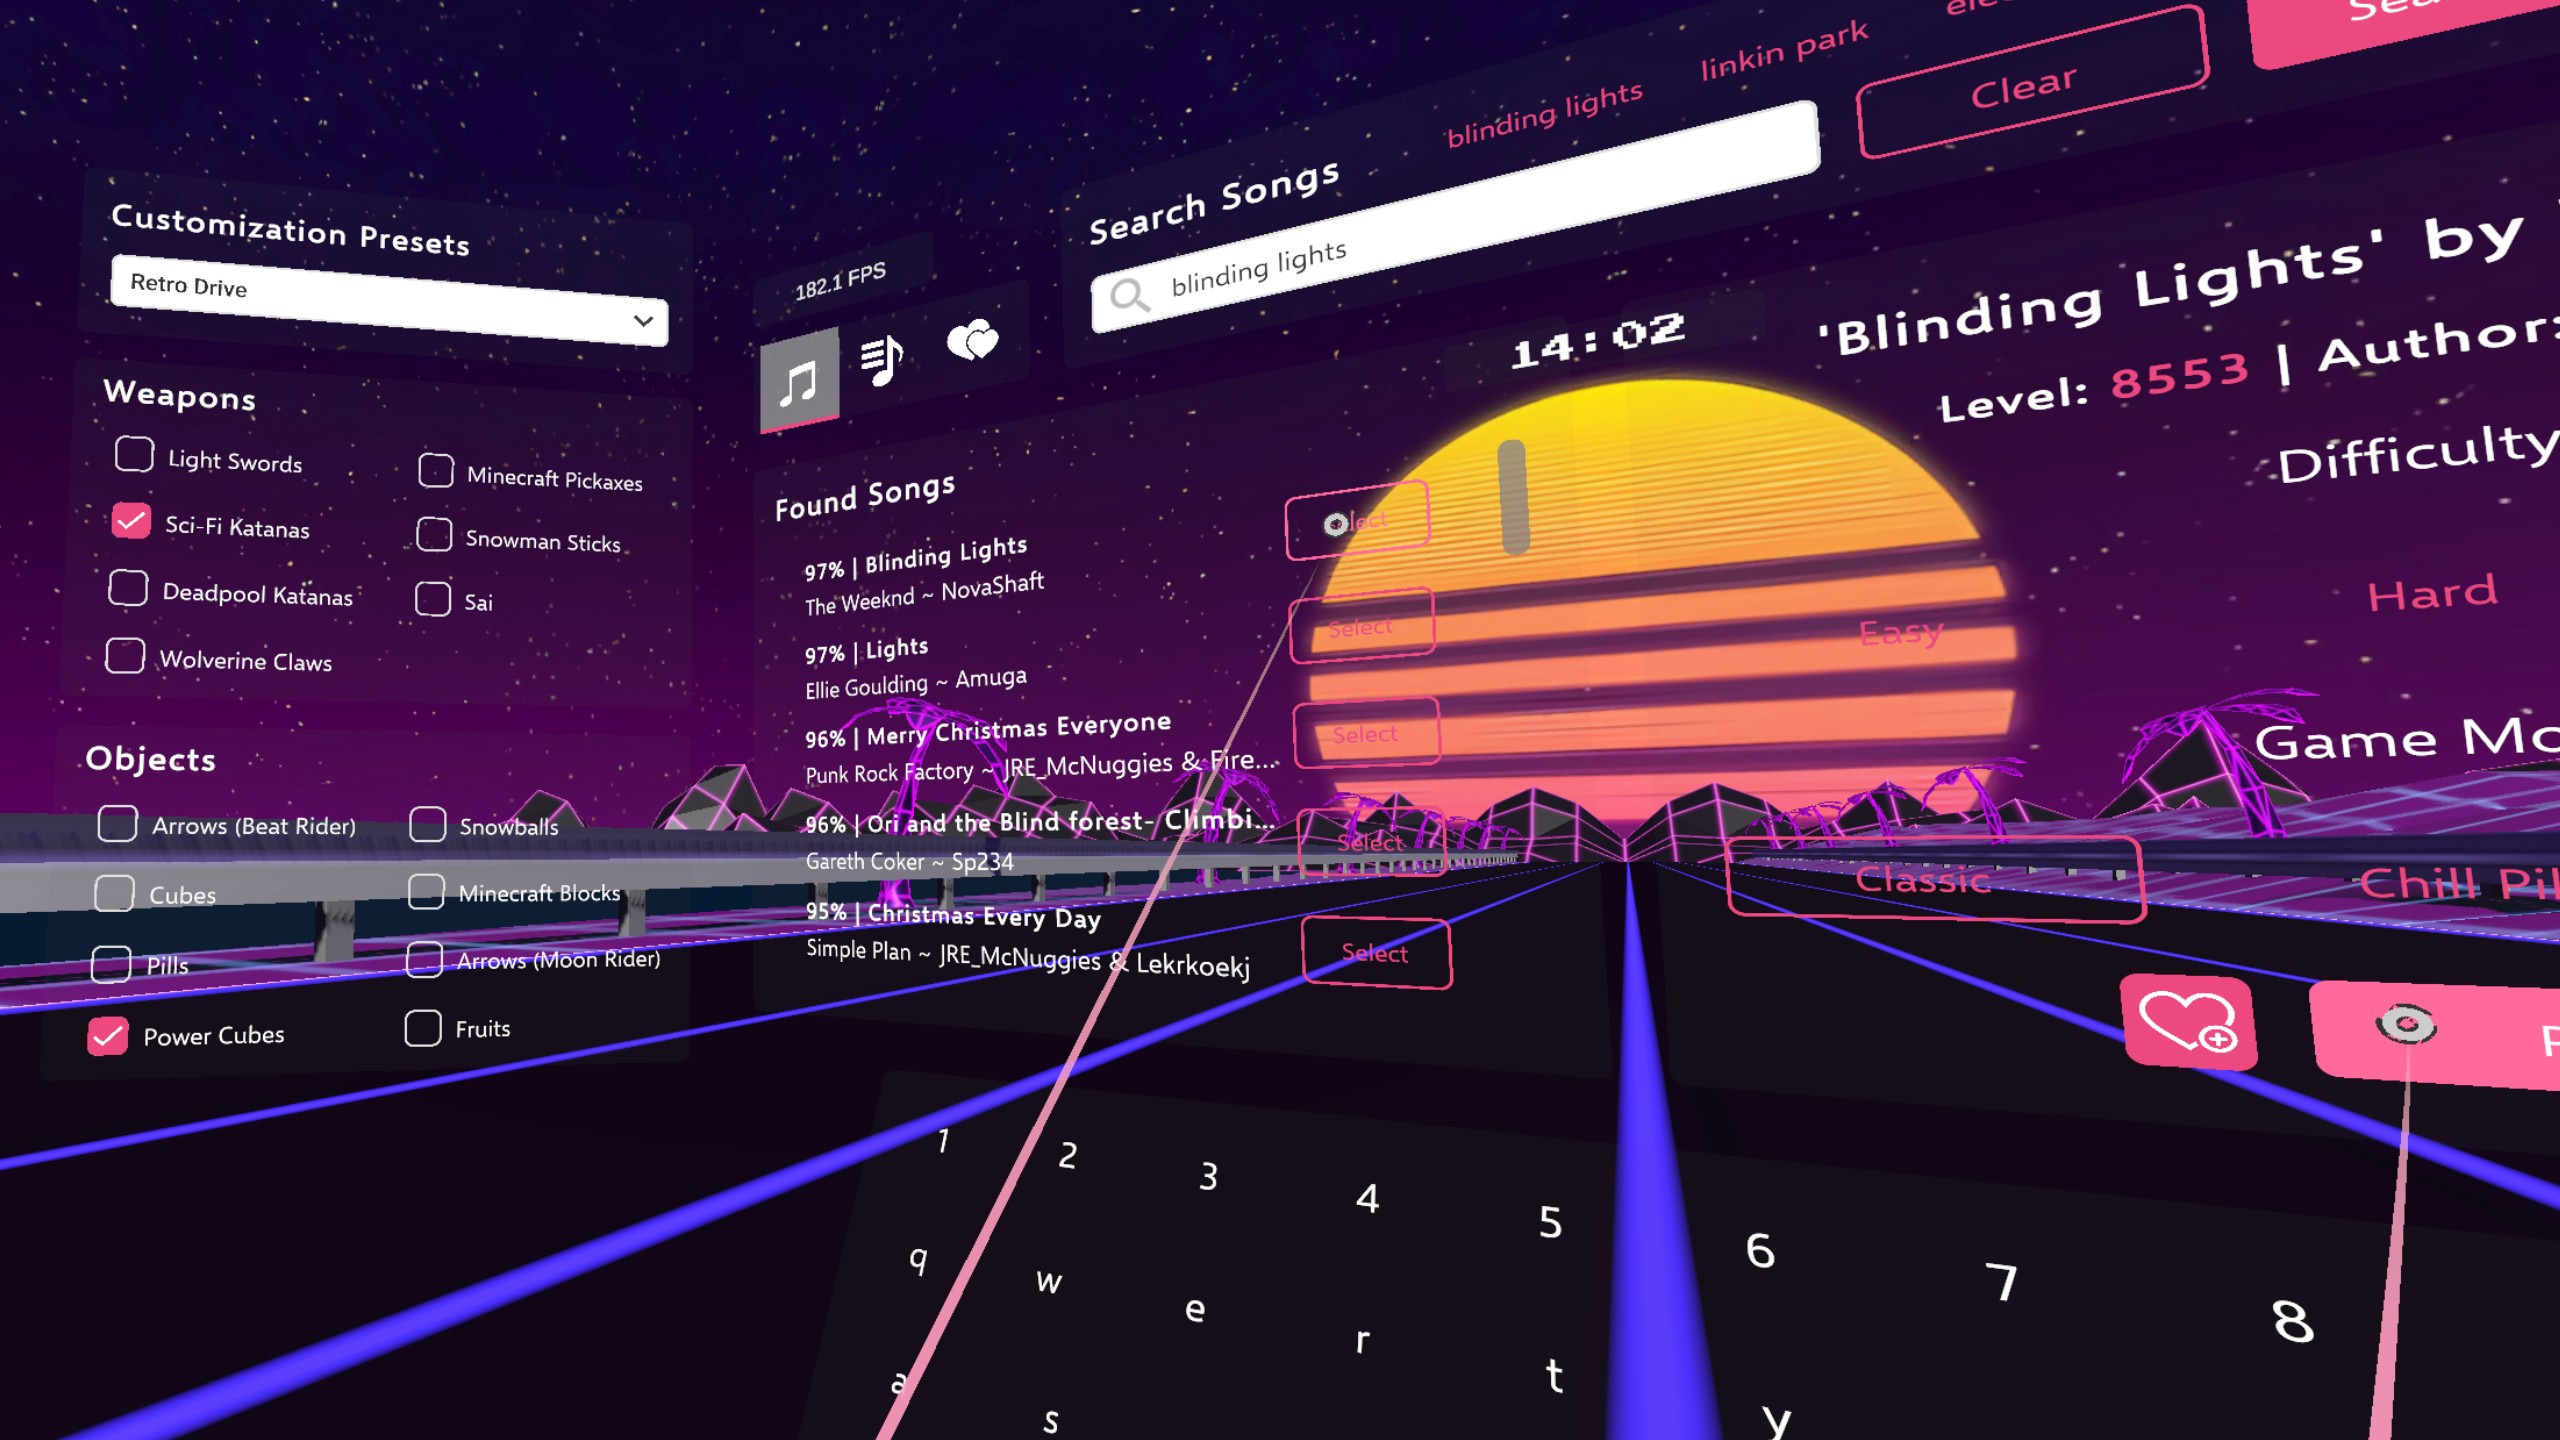 Customization Presets
Retro Drive
Weapons
Light Swords
Minecraft Pickaxes
Sci-Fi Katanas
Snowman Sticks
Deadpool Katanas
Sai
Wolverine Claws
Objects
Arrows (Beat Rider)
Snowballs
Cubes
Minecraft Blocks
Pills
Arrows (Moon Rider)
Power Cubes
Fruits
182.1 FPS
Search Songs
blinding lights
linkin park
blinding lights
Clear
14:02
Found Songs
97% | Blinding Lights
The Weeknd ~ NovaShaft
97% | Lights
Ellie Goulding ~ Amuga
Select
96% | Merry Christmas Everyone
Punk Rock Factory ~ JRE_McNuggies & Fire...
Select
96% | Ori and the Blind forest- Climbi...
Gareth Coker ~ Sp234
Select
95% | Christmas Every Day
Simple Plan ~ JRE_McNuggies & Lekrkoekj
Select
'Blinding Lights' by
Level: 8553 | Author:
Difficulty
Easy
Hard
Game
Classic
Chill
1 2 3 4 5 6 7 8
q w e r t y
a s